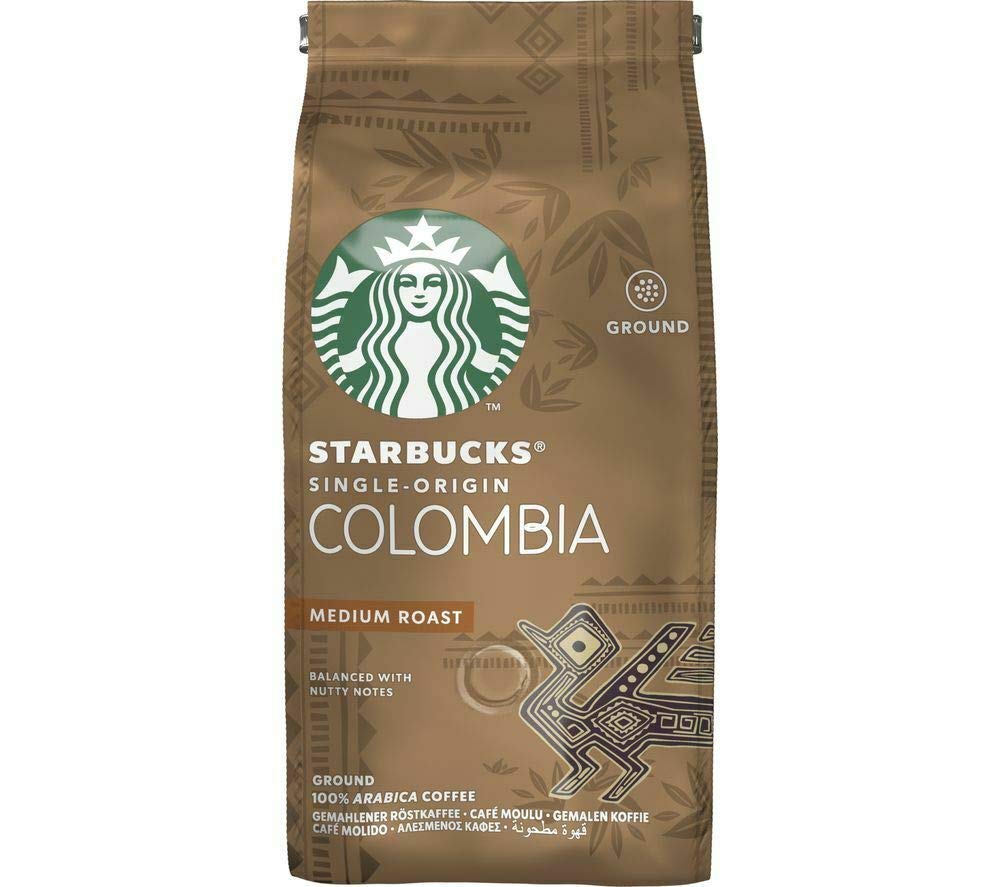 GROUND
TM
STARBUCKS®
SINGLE-ORIGIN
COLOMBIA
MEDIUM ROAST
BALANCED WITH
NUTTY NOTES
GROUND
100% ARABICA COFFEE
GEMAHLENER RÖSTKAFFEE • CAFÉ MOULU • GEMALEN KOFFIE
CAFÉ MOLIDO • ΑΛΕΣΜΕΝΟΣ ΚΑΦΕΣ • قهوة مطحونة